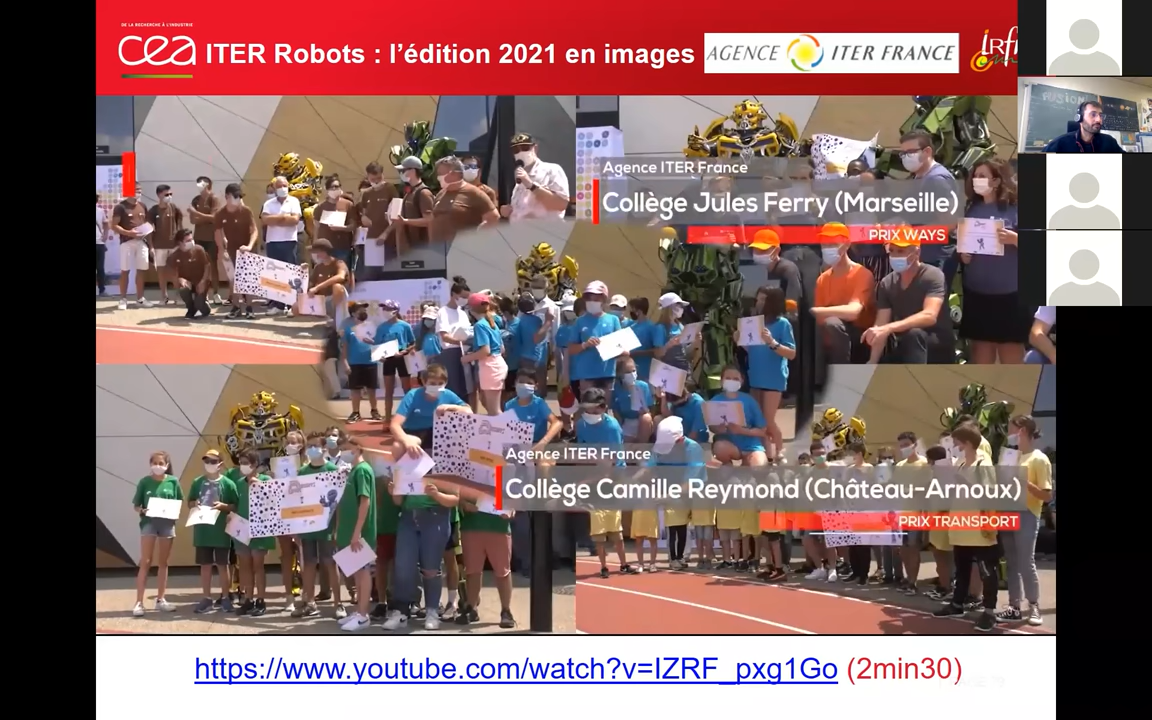 DE LA RECHERCHE À L'INDUSTRIE
cea
ITER Robots : l'édition 2021 en images
AGENCE ITER FRANCE
Agence ITER France
Collège Jules Ferry (Marseille)
PRIX WAYS
Agence ITER France
Collège Camille Reymond (Château-Arnoux)
PRIX TRANSPORT
https://www.youtube.com/watch?v=IZRF_pxg1Go (2min30)
FUSION